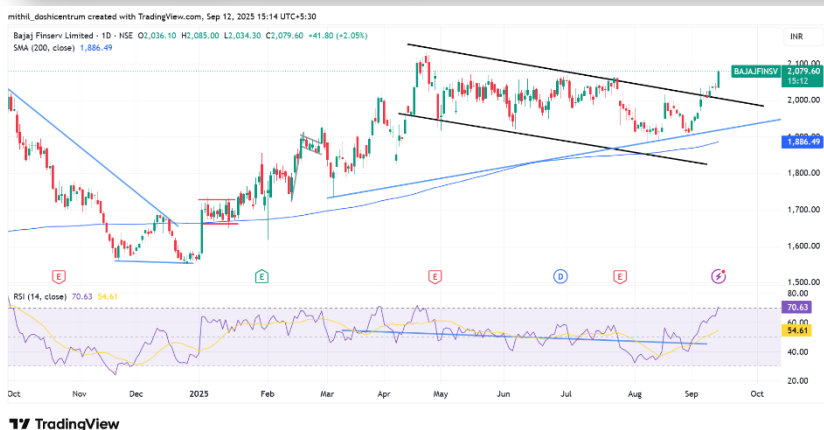 mithil_doshicentrum created with TradingView.com, Sep 12, 2025 15:14 UTC+5:30
Bajaj Finserv Limited · 1D · NSE O2,036.10 H2,085.00 L2,034.30 C2,079.60 +41.80 (+2.05%)
INR
SMA (200, close) 1,886.49
2,100.00
BAJAJFINSV 2,079.60
15:12
2,000.00
1,900.00
1,886.49
1,800.00
1,700.00
1,600.00
1,500.00
E E E D E
RSI (14, close) 70.63 54.61
80.00
70.63
60.00
54.61
40.00
20.00
Oct Nov Dec 2025 Feb Mar Apr May Jun Jul Aug Sep Oct
TradingView